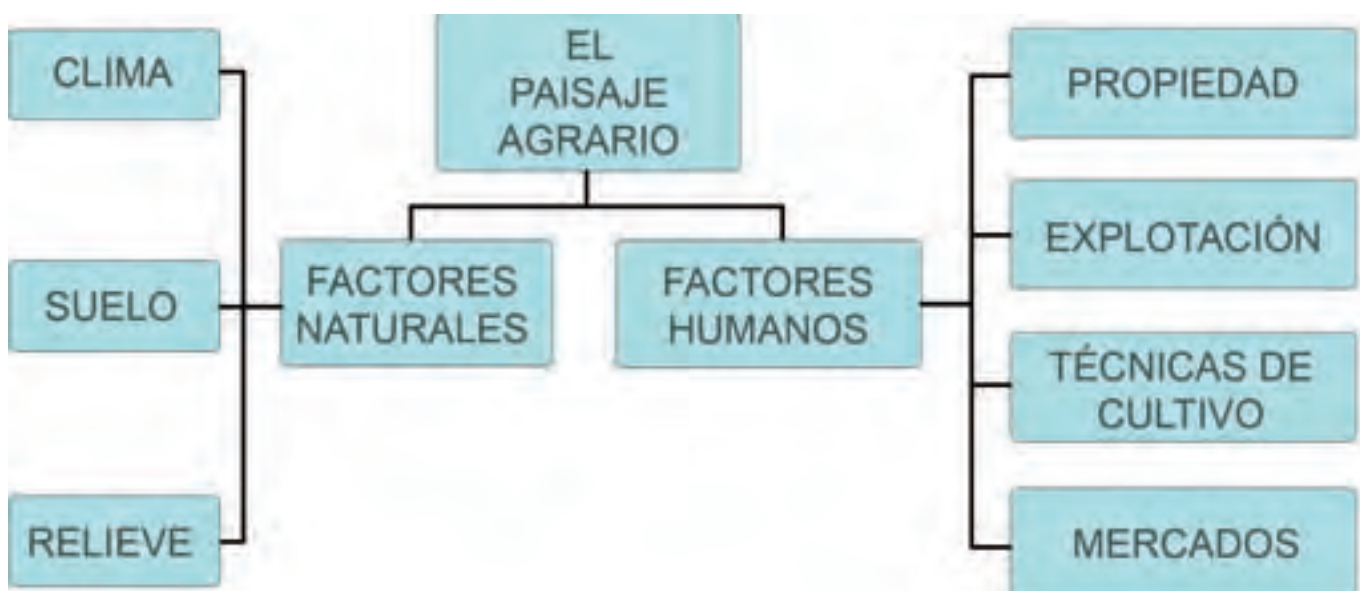 EL
PAISAJE
AGRARIO
FACTORES
NATURALES
CLIMA
SUELO
RELIEVE
FACTORES
HUMANOS
PROPIEDAD
EXPLOTACIÓN
TÉCNICAS DE
CULTIVO
MERCADOS